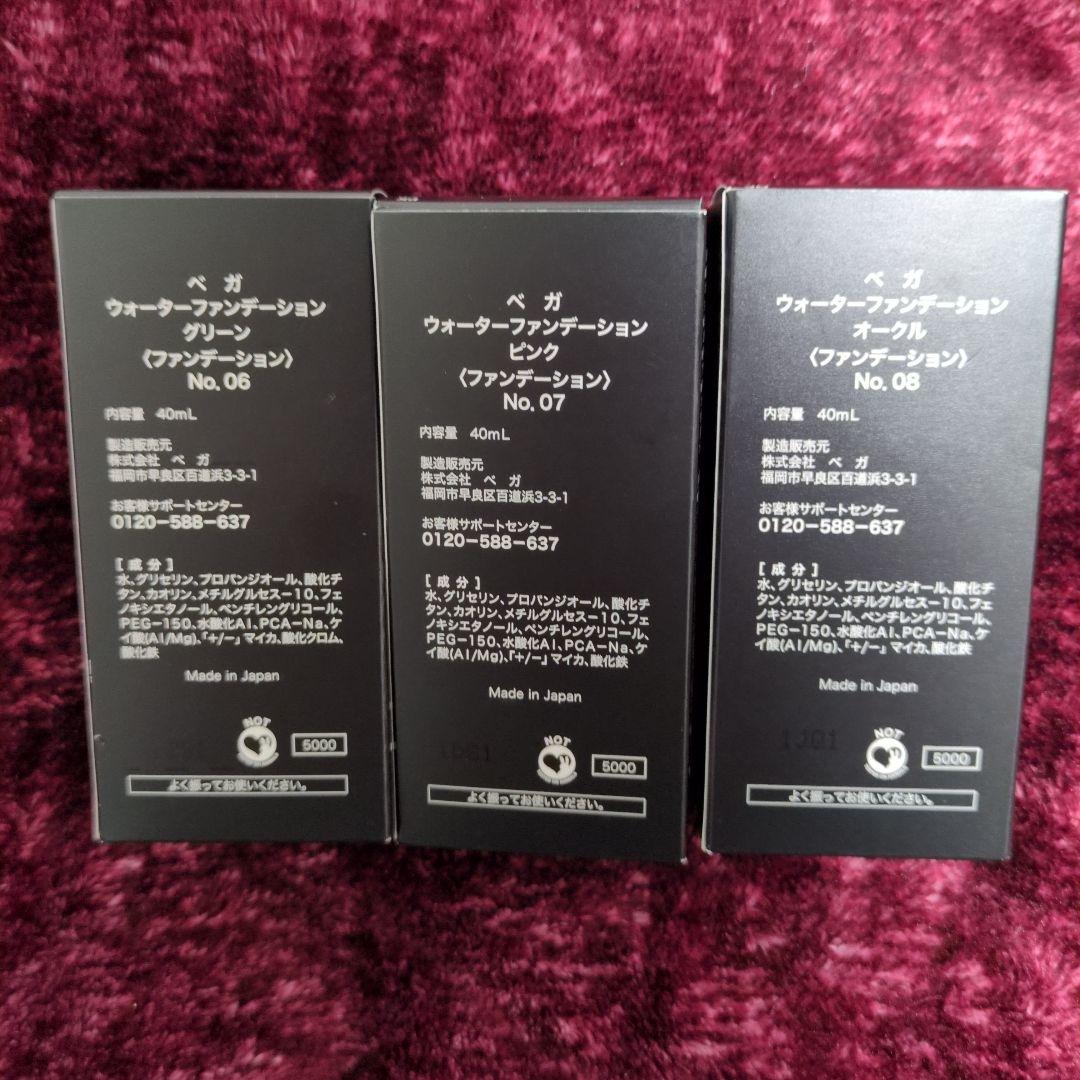 ベ ガ
ウォーターファンデーション
グリーン
〈ファンデーション〉
No. 06
内容量 40mL
製造販売元
株式会社 ベ ガ
福岡市早良区百道浜3-3-1
お客様サポートセンター
0120-588-637
[ 成 分 ]
水、グリセリン、プロパンジオール、酸化チ
タン、カオリン、メチルグルセス-10、フェ
ノキシエタノール、ペンチレングリコール、
PEG-150、水酸化AI、PCA-Na、ケ
イ酸(AI/Mg)、「+/-」マイカ、酸化クロム、
酸化鉄
Made in Japan
NOT
5000
よく振ってお使いください。
ベ ガ
ウォーターファンデーション
ピンク
〈ファンデーション〉
No. 07
内容量 40mL
製造販売元
株式会社 ベ ガ
福岡市早良区百道浜3-3-1
お客様サポートセンター
0120-588-637
[ 成 分 ]
水、グリセリン、プロパンジオール、酸化チ
タン、カオリン、メチルグルセス-10、フェ
ノキシエタノール、ペンチレングリコール、
PEG-150、水酸化AI、PCA-Na、ケ
イ酸(AI/Mg)、「+/-」マイカ、酸化鉄
Made in Japan
NOT
5000
よく振ってお使いください。
ベ ガ
ウォーターファンデーション
オークル
〈ファンデーション〉
No. 08
内容量 40mL
製造販売元
株式会社 ベ ガ
福岡市早良区百道浜3-3-1
お客様サポートセンター
0120-588-637
[ 成 分 ]
水、グリセリン、プロパンジオール、酸化チ
タン、カオリン、メチルグルセス-10、フェ
ノキシエタノール、ペンチレングリコール、
PEG-150、水酸化AI、PCA-Na、ケ
イ酸(AI/Mg)、「+/-」マイカ、酸化鉄
Made in Japan
NOT
5000
よく振ってお使いください。